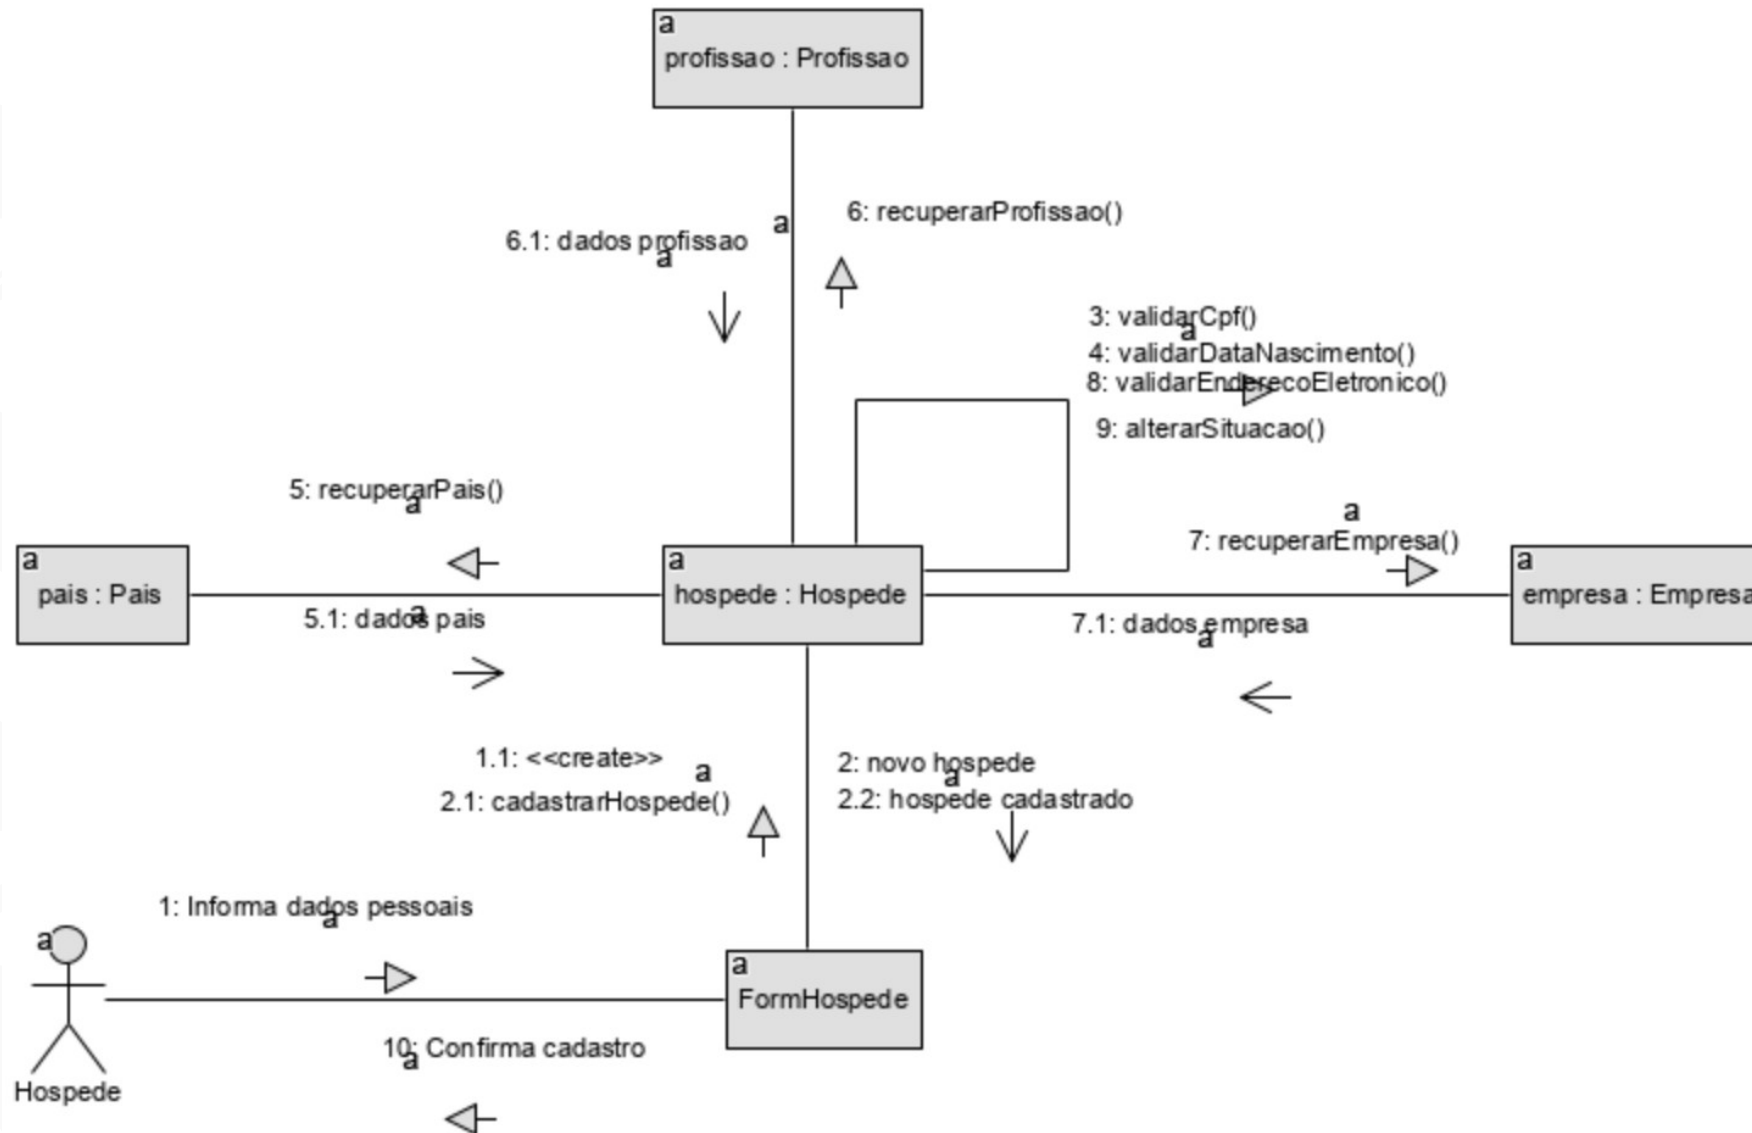 a
profissao : Profissao
6: recuperarProfissao()
a
6.1: dados profissao
a
3: validarCpf()
a
4: validarDataNascimento()
8: validarEnderecoEletronico()
9: alterarSituacao()
5: recuperarPais()
a
a
7: recuperarEmpresa()
a
pais : Pais
a
hospede : Hospede
a
empresa : Empresa
5.1: dados pais
a
7.1: dados empresa
a
1.1: <<create>>
a
2.1: cadastrarHospede()
2: novo hospede
a
2.2: hospede cadastrado
1: Informa dados pessoais
a
a
Hospede
a
FormHospede
10: Confirma cadastro
a